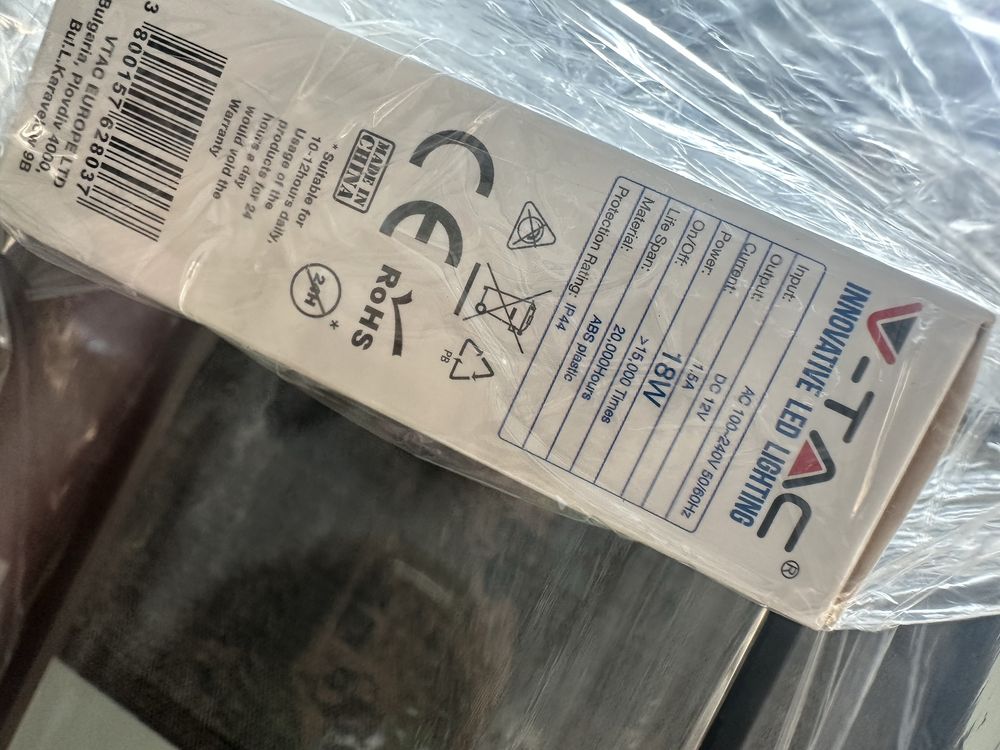 V-TAC®
INNOVATIVE LED LIGHTING
Input: AC 100~240V 50/60Hz
Output: DC 12V
Current: 1.5A
Power: 18W
On/Off: >15,000 Times
Life Span: 20,000Hours
Material: ABS plastic
Protection Rating: IP44
PB
CE
RoHS
MADE IN
CHINA
24H *
* Suitable for
10-12hours daily,
Usage of the
products for 24
hours a day
would void the
Warranty
3 800157 628037
VTAC EUROPE LTD
Bulgaria, Plovdiv 4000,
Bul.L.Karavelow 9B